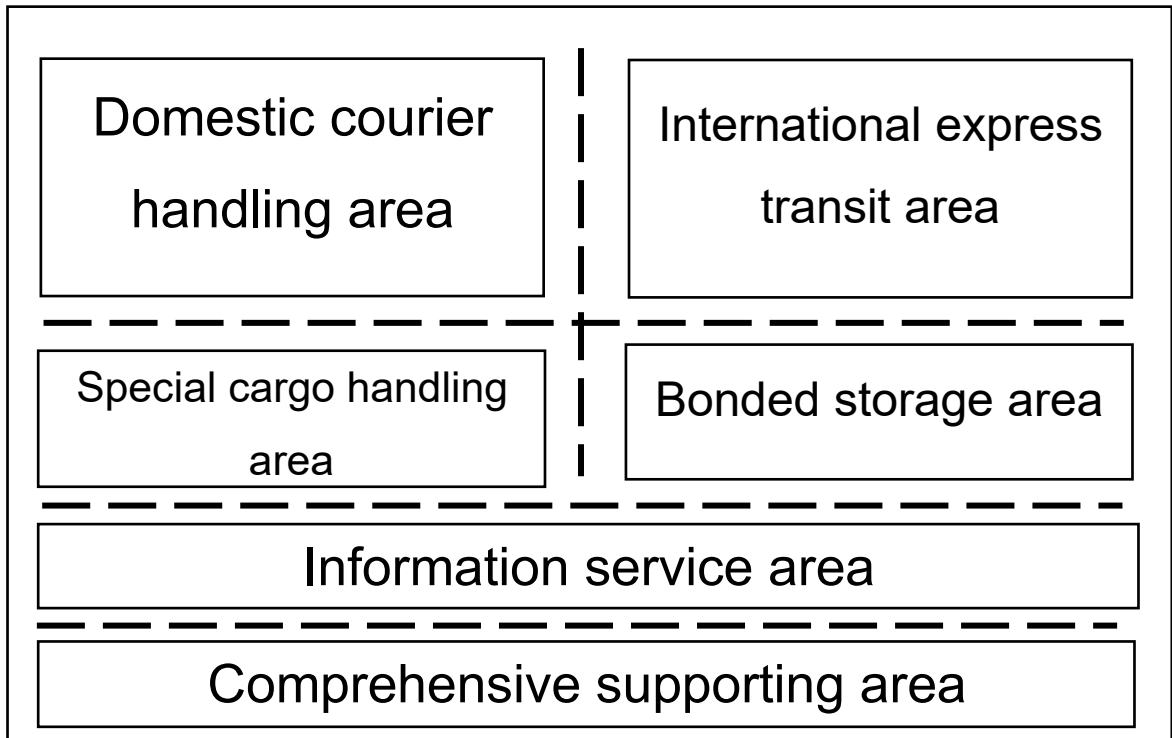 Domestic courier
handling area
International express
transit area
Special cargo handling
area
Bonded storage area
Information service area
Comprehensive supporting area